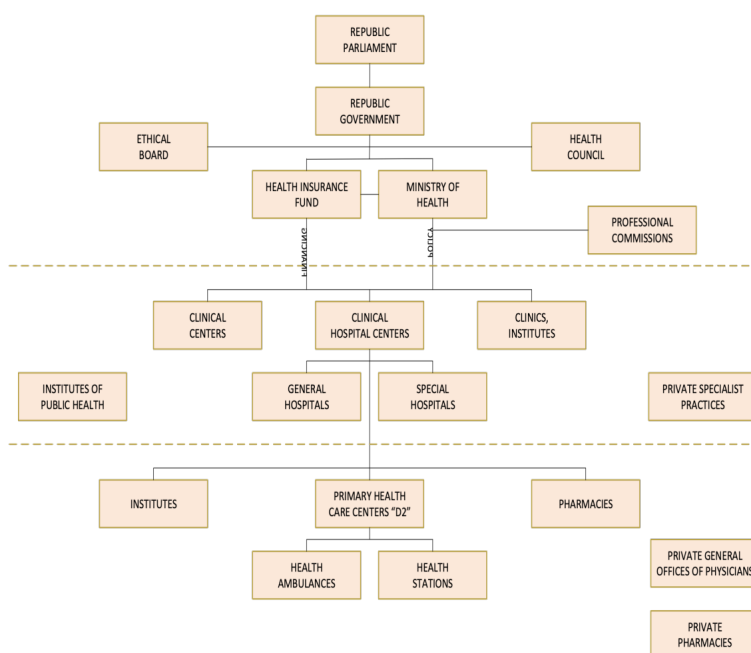 REPUBLIC
PARLIAMENT
REPUBLIC
GOVERNMENT
ETHICAL
BOARD
HEALTH
COUNCIL
HEALTH INSURANCE
FUND
MINISTRY OF
HEALTH
PROFESSIONAL
COMMISSIONS
FINANCING
POLICY
CLINICAL
CENTERS
CLINICAL
HOSPITAL CENTERS
CLINICS,
INSTITUTES
INSTITUTES OF
PUBLIC HEALTH
GENERAL
HOSPITALS
SPECIAL
HOSPITALS
PRIVATE SPECIALIST
PRACTICES
INSTITUTES
PRIMARY HEALTH
CARE CENTERS “D2”
PHARMACIES
HEALTH
AMBULANCES
HEALTH
STATIONS
PRIVATE GENERAL
OFFICES OF PHYSICIANS
PRIVATE
PHARMACIES